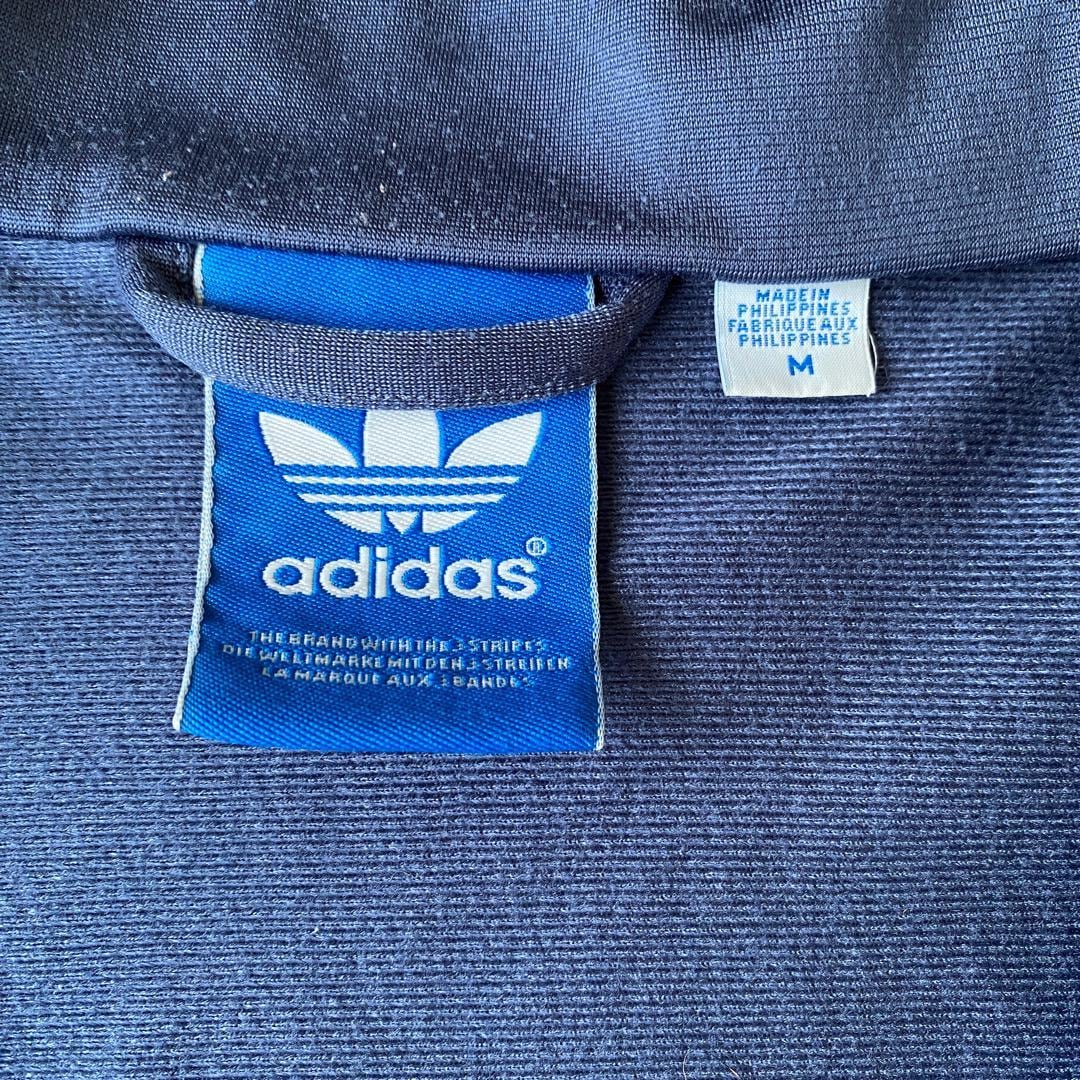 adidas®
THE BRAND WITH THE 3 STRIPES
DIE WELTMARKE MIT DEN 3 STREIFEN
LA MARQUE AUX 3 BANDES
MADE IN
PHILIPPINES
FABRIQUE AUX
PHILIPPINES
M